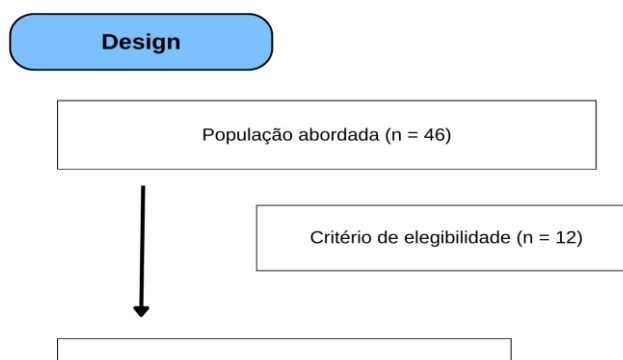 Design
População abordada (n = 46)
Critério de elegibilidade (n = 12)